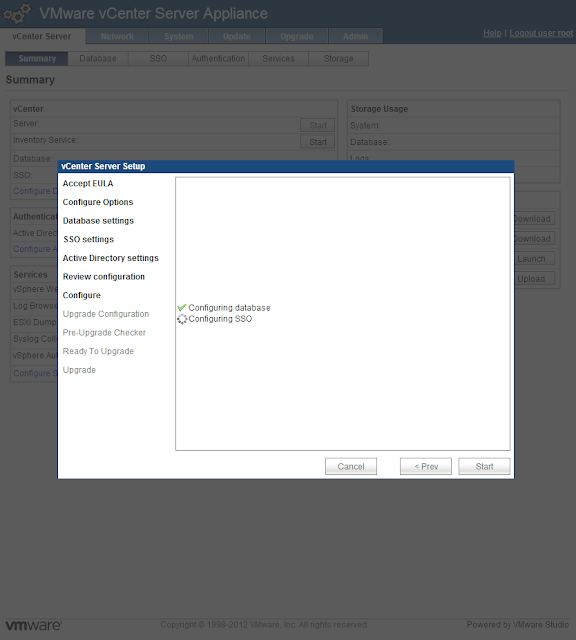 VMware vCenter Server Appliance
vCenter Server Network System Update Upgrade Admin
Help | Logout user root
Summary Database SSO Authentication Services Storage
Summary
vCenter
Server: Start
Inventory Service: Start
Database:
SSO:
Configure D
Authenticat
Active Direc
Configure A
Services
vSphere We
Log Browse
ESXi Dump
Syslog Colle
vSphere Aut
Configure S
Storage Usage
System:
Database:
Logs:
Download
Download
Launch
Upload
vCenter Server Setup
Accept EULA
Configure Options
Database settings
SSO settings
Active Directory settings
Review configuration
Configure
Upgrade Configuration
Pre-Upgrade Checker
Ready To Upgrade
Upgrade
Configuring database
Configuring SSO
Cancel < Prev Start
vmware
Copyright © 1998-2012 VMware, Inc. All rights reserved.
Powered by VMware Studio